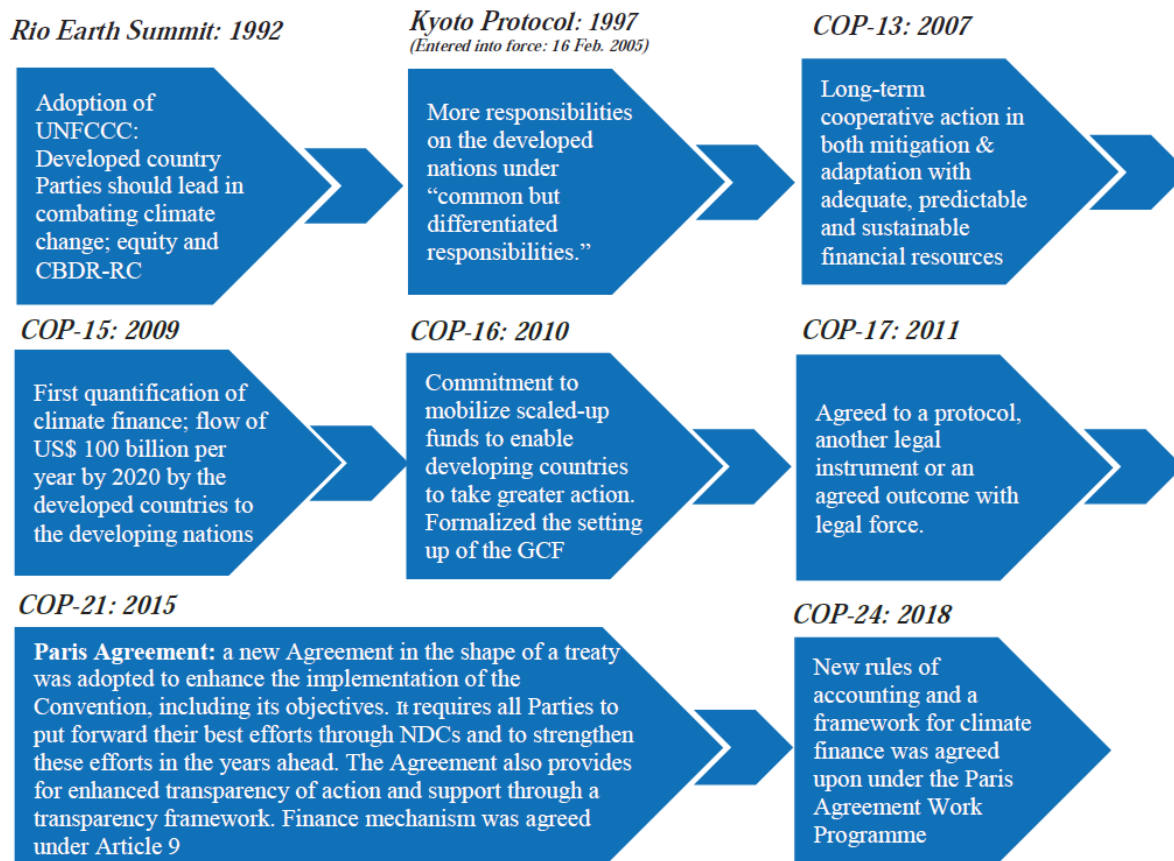 Rio Earth Summit: 1992
Adoption of
UNFCCC:
Developed country
Parties should lead in
combating climate
change; equity and
CBDR-RC
Kyoto Protocol: 1997
(Entered into force: 16 Feb. 2005)
More responsibilities
on the developed
nations under
“common but
differentiated
responsibilities.”
COP-13: 2007
Long-term
cooperative action in
both mitigation &
adaptation with
adequate, predictable
and sustainable
financial resources
COP-15: 2009
First quantification of
climate finance; flow of
US$ 100 billion per
year by 2020 by the
developed countries to
the developing nations
COP-16: 2010
Commitment to
mobilize scaled-up
funds to enable
developing countries
to take greater action.
Formalized the setting
up of the GCF
COP-17: 2011
Agreed to a protocol,
another legal
instrument or an
agreed outcome with
legal force.
COP-21: 2015
Paris Agreement: a new Agreement in the shape of a treaty
was adopted to enhance the implementation of the
Convention, including its objectives. It requires all Parties to
put forward their best efforts through NDCs and to strengthen
these efforts in the years ahead. The Agreement also provides
for enhanced transparency of action and support through a
transparency framework. Finance mechanism was agreed
under Article 9
COP-24: 2018
New rules of
accounting and a
framework for climate
finance was agreed
upon under the Paris
Agreement Work
Programme